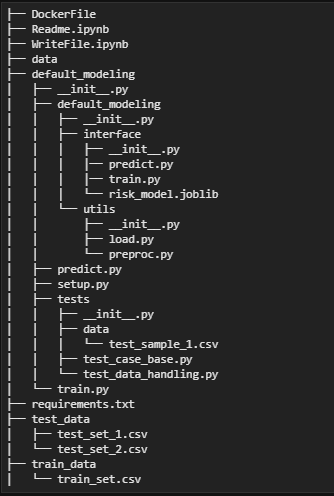 ├── DockerFile
├── Readme.ipynb
├── WriteFile.ipynb
├── data
├── default_modeling
│   ├── __init__.py
│   ├── default_modeling
│   │   ├── __init__.py
│   │   ├── interface
│   │   │   ├── __init__.py
│   │   │   ├── predict.py
│   │   │   ├── train.py
│   │   │   └── risk_model.joblib
│   │   └── utils
│   │       ├── __init__.py
│   │       ├── load.py
│   │       └── preproc.py
│   ├── predict.py
│   ├── setup.py
│   ├── tests
│   │   ├── __init__.py
│   │   ├── data
│   │   │   └── test_sample_1.csv
│   │   ├── test_case_base.py
│   │   └── test_data_handling.py
│   └── train.py
├── requirements.txt
├── test_data
│   ├── test_set_1.csv
│   └── test_set_2.csv
├── train_data
│   └── train_set.csv